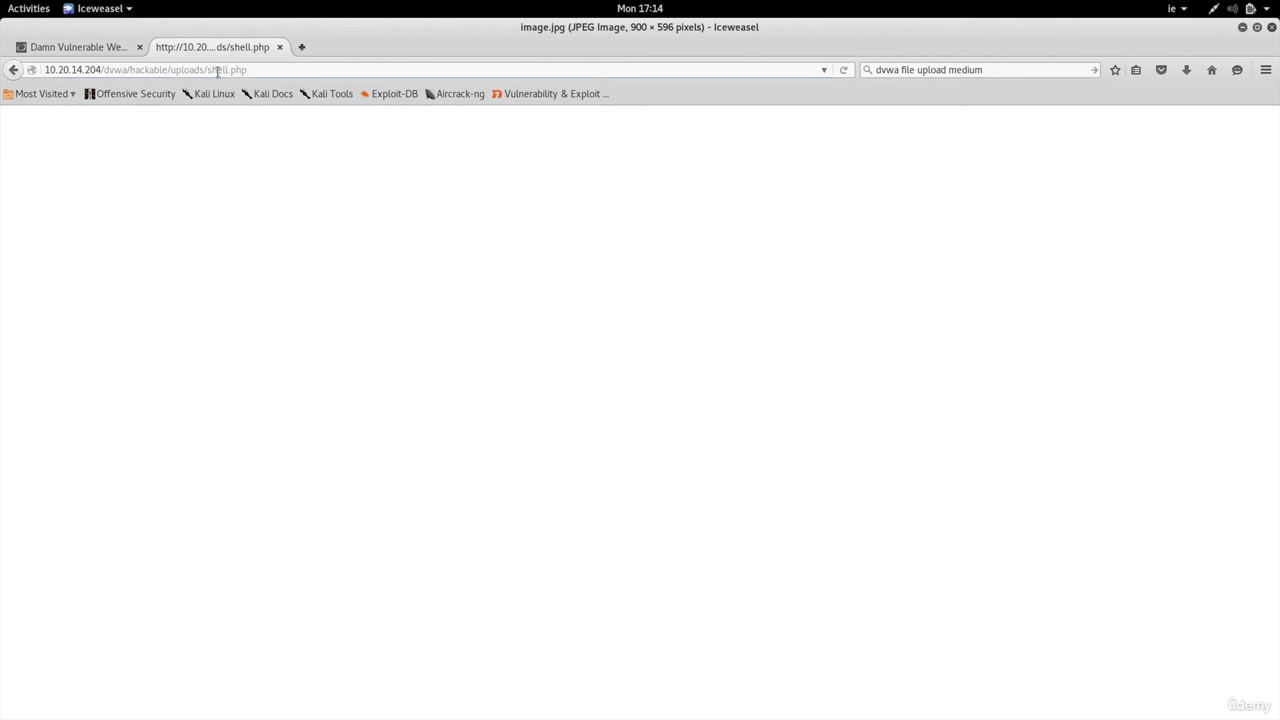 Activities Iceweasel Mon 17:14 ie
image.jpg (JPEG Image, 900 × 596 pixels) - Iceweasel
Damn Vulnerable We... http://10.20....ds/shell.php
10.20.14.204/dvwa/hackable/uploads/shell.php dvwa file upload medium
Most Visited Offensive Security Kali Linux Kali Docs Kali Tools Exploit-DB Aircrack-ng Vulnerability & Exploit ...
ûdemy